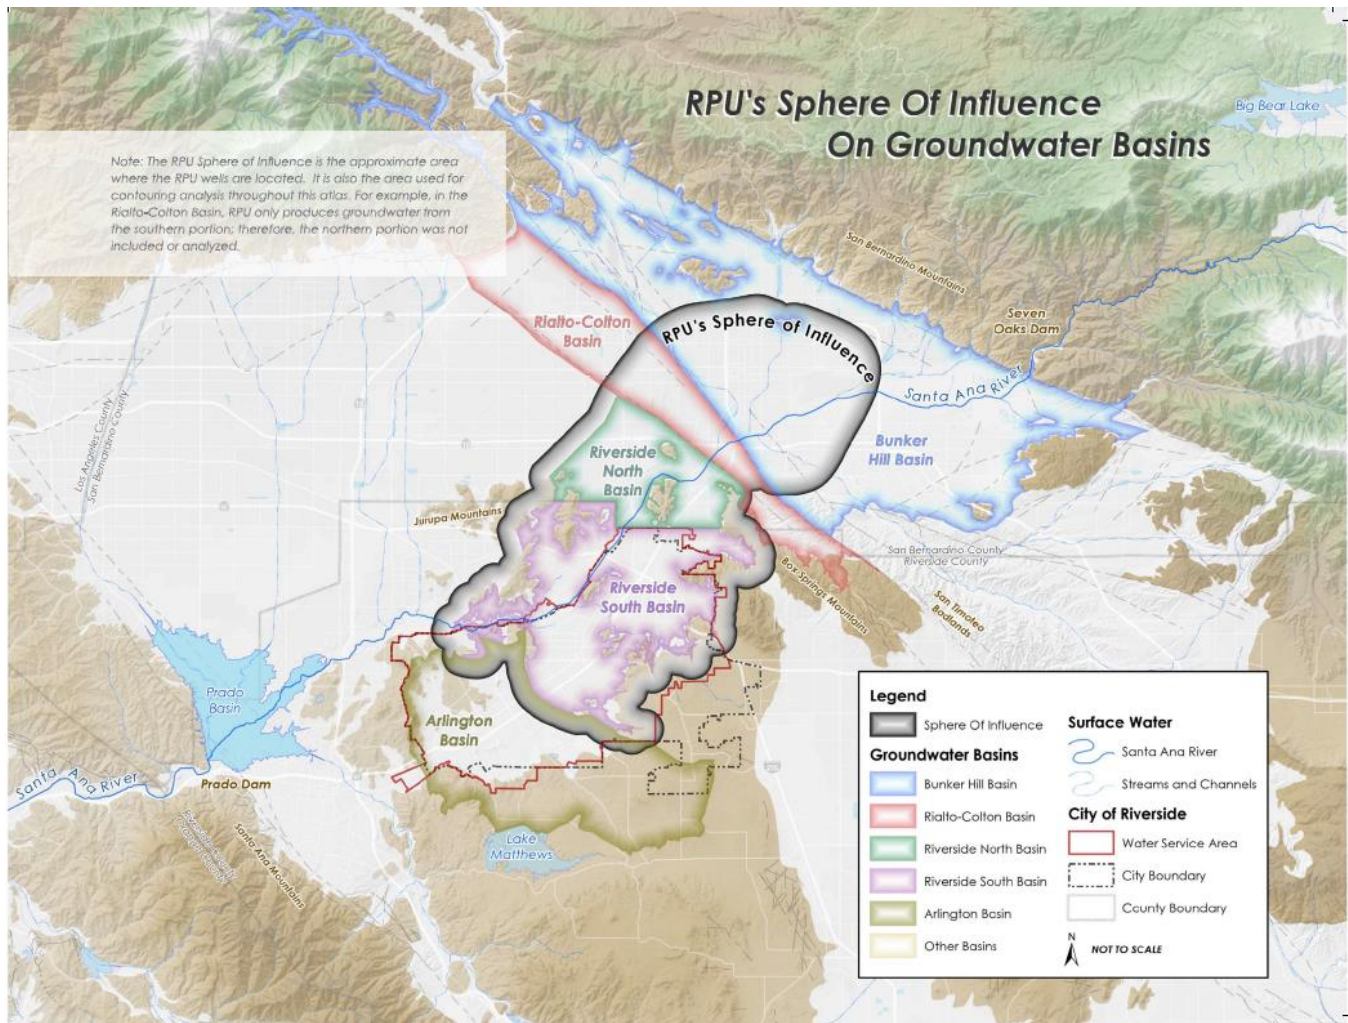 RPU's Sphere Of Influence
On Groundwater Basins
Big Bear Lake
Note: The RPU Sphere of Influence is the approximate area
where the RPU wells are located. It is also the area used for
contouring analysis throughout this atlas. For example, in the
Rialto-Colton Basin, RPU only produces groundwater from
the southern portion; therefore, the northern portion was not
included or analyzed.
San Bernardino Mountains
Seven
Oaks Dam
Rialto-Colton
Basin
RPU's Sphere of Influence
Santa Ana River
Los Angeles County
San Bernardino County
Bunker
Hill Basin
Riverside
North
Basin
Jurupa Mountains
San Bernardino County
Riverside County
Box Springs Mountains
Riverside
South Basin
San Timoteo
Badlands
Prado
Basin
Arlington
Basin
Santa Ana River
Prado Dam
Santa Ana Mountains
Lake
Matthews
Legend
Sphere Of Influence
Groundwater Basins
Bunker Hill Basin
Rialto-Colton Basin
Riverside North Basin
Riverside South Basin
Arlington Basin
Other Basins
Surface Water
Santa Ana River
Streams and Channels
City of Riverside
Water Service Area
City Boundary
County Boundary
N
NOT TO SCALE